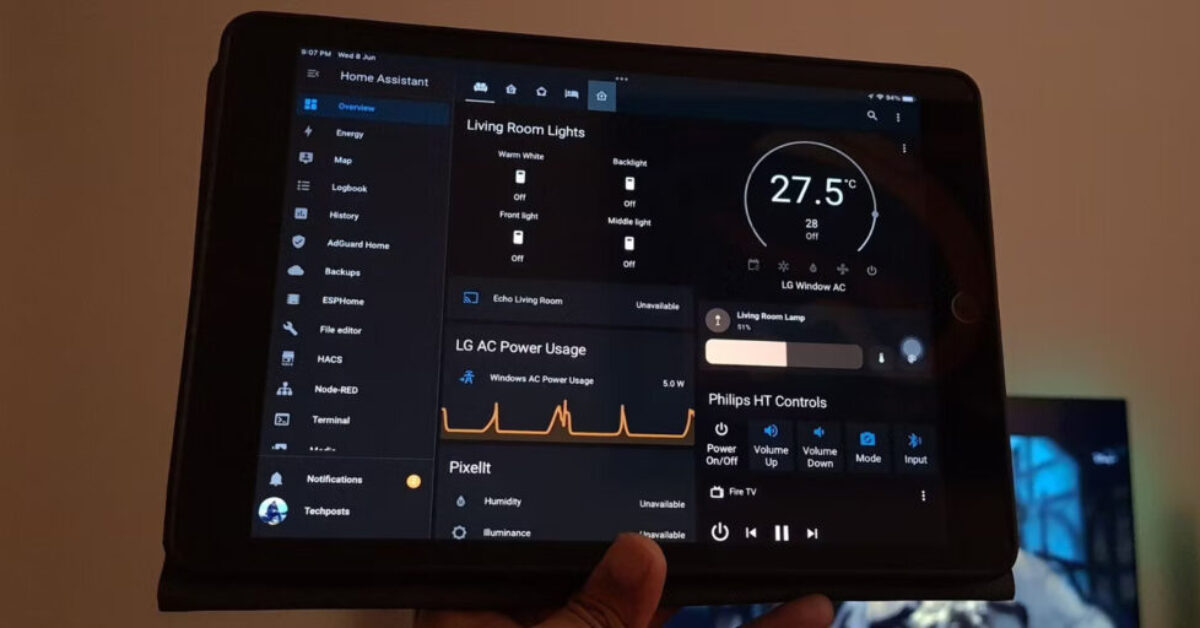 9:07 PM Wed 8 Jun
94%
Home Assistant
Overview
Energy
Map
Logbook
History
AdGuard Home
Backups
ESPHome
File editor
HACS
Node-RED
Terminal
Media
Notifications
Techposts
Living Room Lights
Warm White
Off
Backlight
Off
Front light
Off
Middle light
Off
Echo Living Room Unavailable
LG AC Power Usage
Windows AC Power Usage 5.0 W
PixelIt
Humidity Unavailable
Illuminance Unavailable
27.5 °C
28
Off
LG Window AC
Living Room Lamp
51%
Philips HT Controls
Power
On/Off
Volume
Up
Volume
Down
Mode
Input
Fire TV